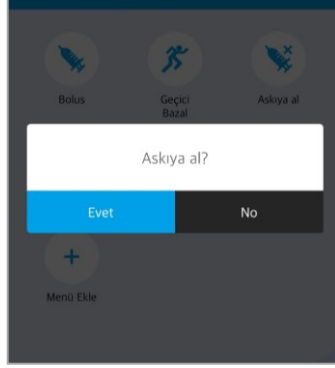 Bolus
Geçici
Bazal
Askıya al
Askıya al?
Evet
No
Menü Ekle